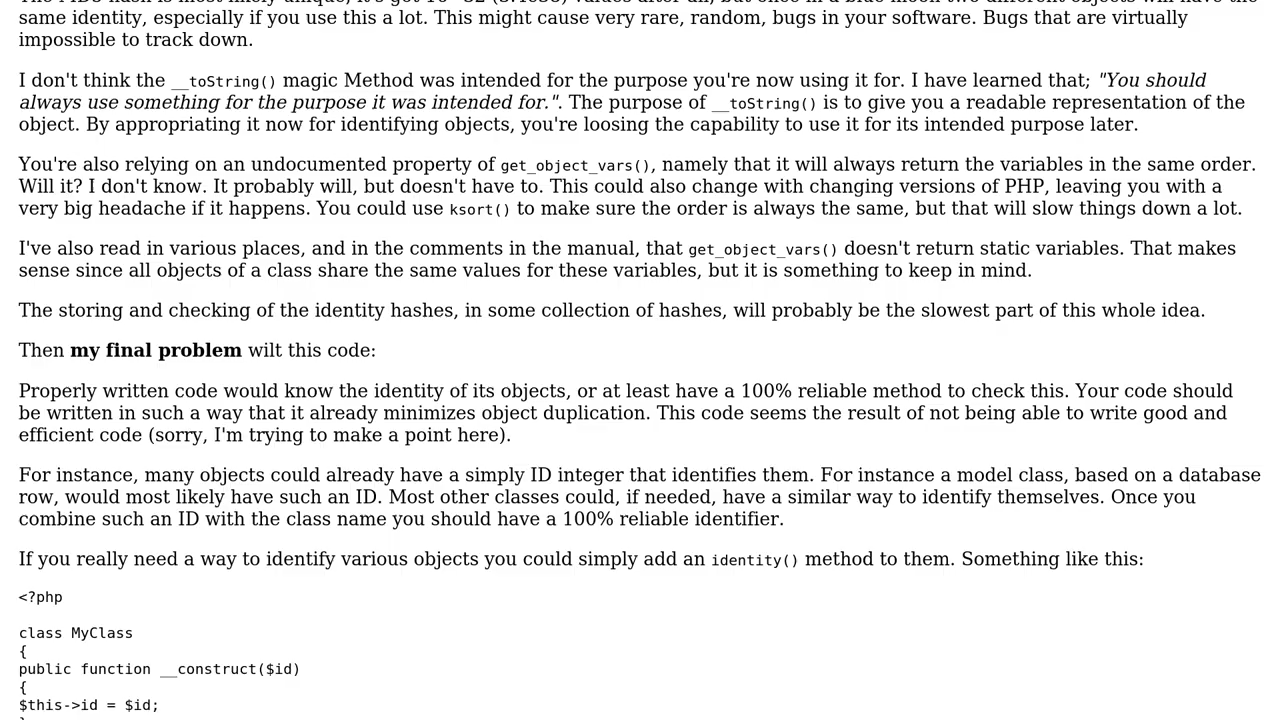 same identity, especially if you use this a lot. This might cause very rare, random, bugs in your software. Bugs that are virtually
impossible to track down.
I don't think the __toString() magic Method was intended for the purpose you're now using it for. I have learned that; "You should
always use something for the purpose it was intended for.". The purpose of __toString() is to give you a readable representation of the
object. By appropriating it now for identifying objects, you're loosing the capability to use it for its intended purpose later.
You're also relying on an undocumented property of get_object_vars(), namely that it will always return the variables in the same order.
Will it? I don't know. It probably will, but doesn't have to. This could also change with changing versions of PHP, leaving you with a
very big headache if it happens. You could use ksort() to make sure the order is always the same, but that will slow things down a lot.
I've also read in various places, and in the comments in the manual, that get_object_vars() doesn't return static variables. That makes
sense since all objects of a class share the same values for these variables, but it is something to keep in mind.
The storing and checking of the identity hashes, in some collection of hashes, will probably be the slowest part of this whole idea.
Then my final problem wilt this code:
Properly written code would know the identity of its objects, or at least have a 100% reliable method to check this. Your code should
be written in such a way that it already minimizes object duplication. This code seems the result of not being able to write good and
efficient code (sorry, I'm trying to make a point here).
For instance, many objects could already have a simply ID integer that identifies them. For instance a model class, based on a database
row, would most likely have such an ID. Most other classes could, if needed, have a similar way to identify themselves. Once you
combine such an ID with the class name you should have a 100% reliable identifier.
If you really need a way to identify various objects you could simply add an identity() method to them. Something like this:
<?php
class MyClass
{
public function __construct($id)
{
$this->id = $id;